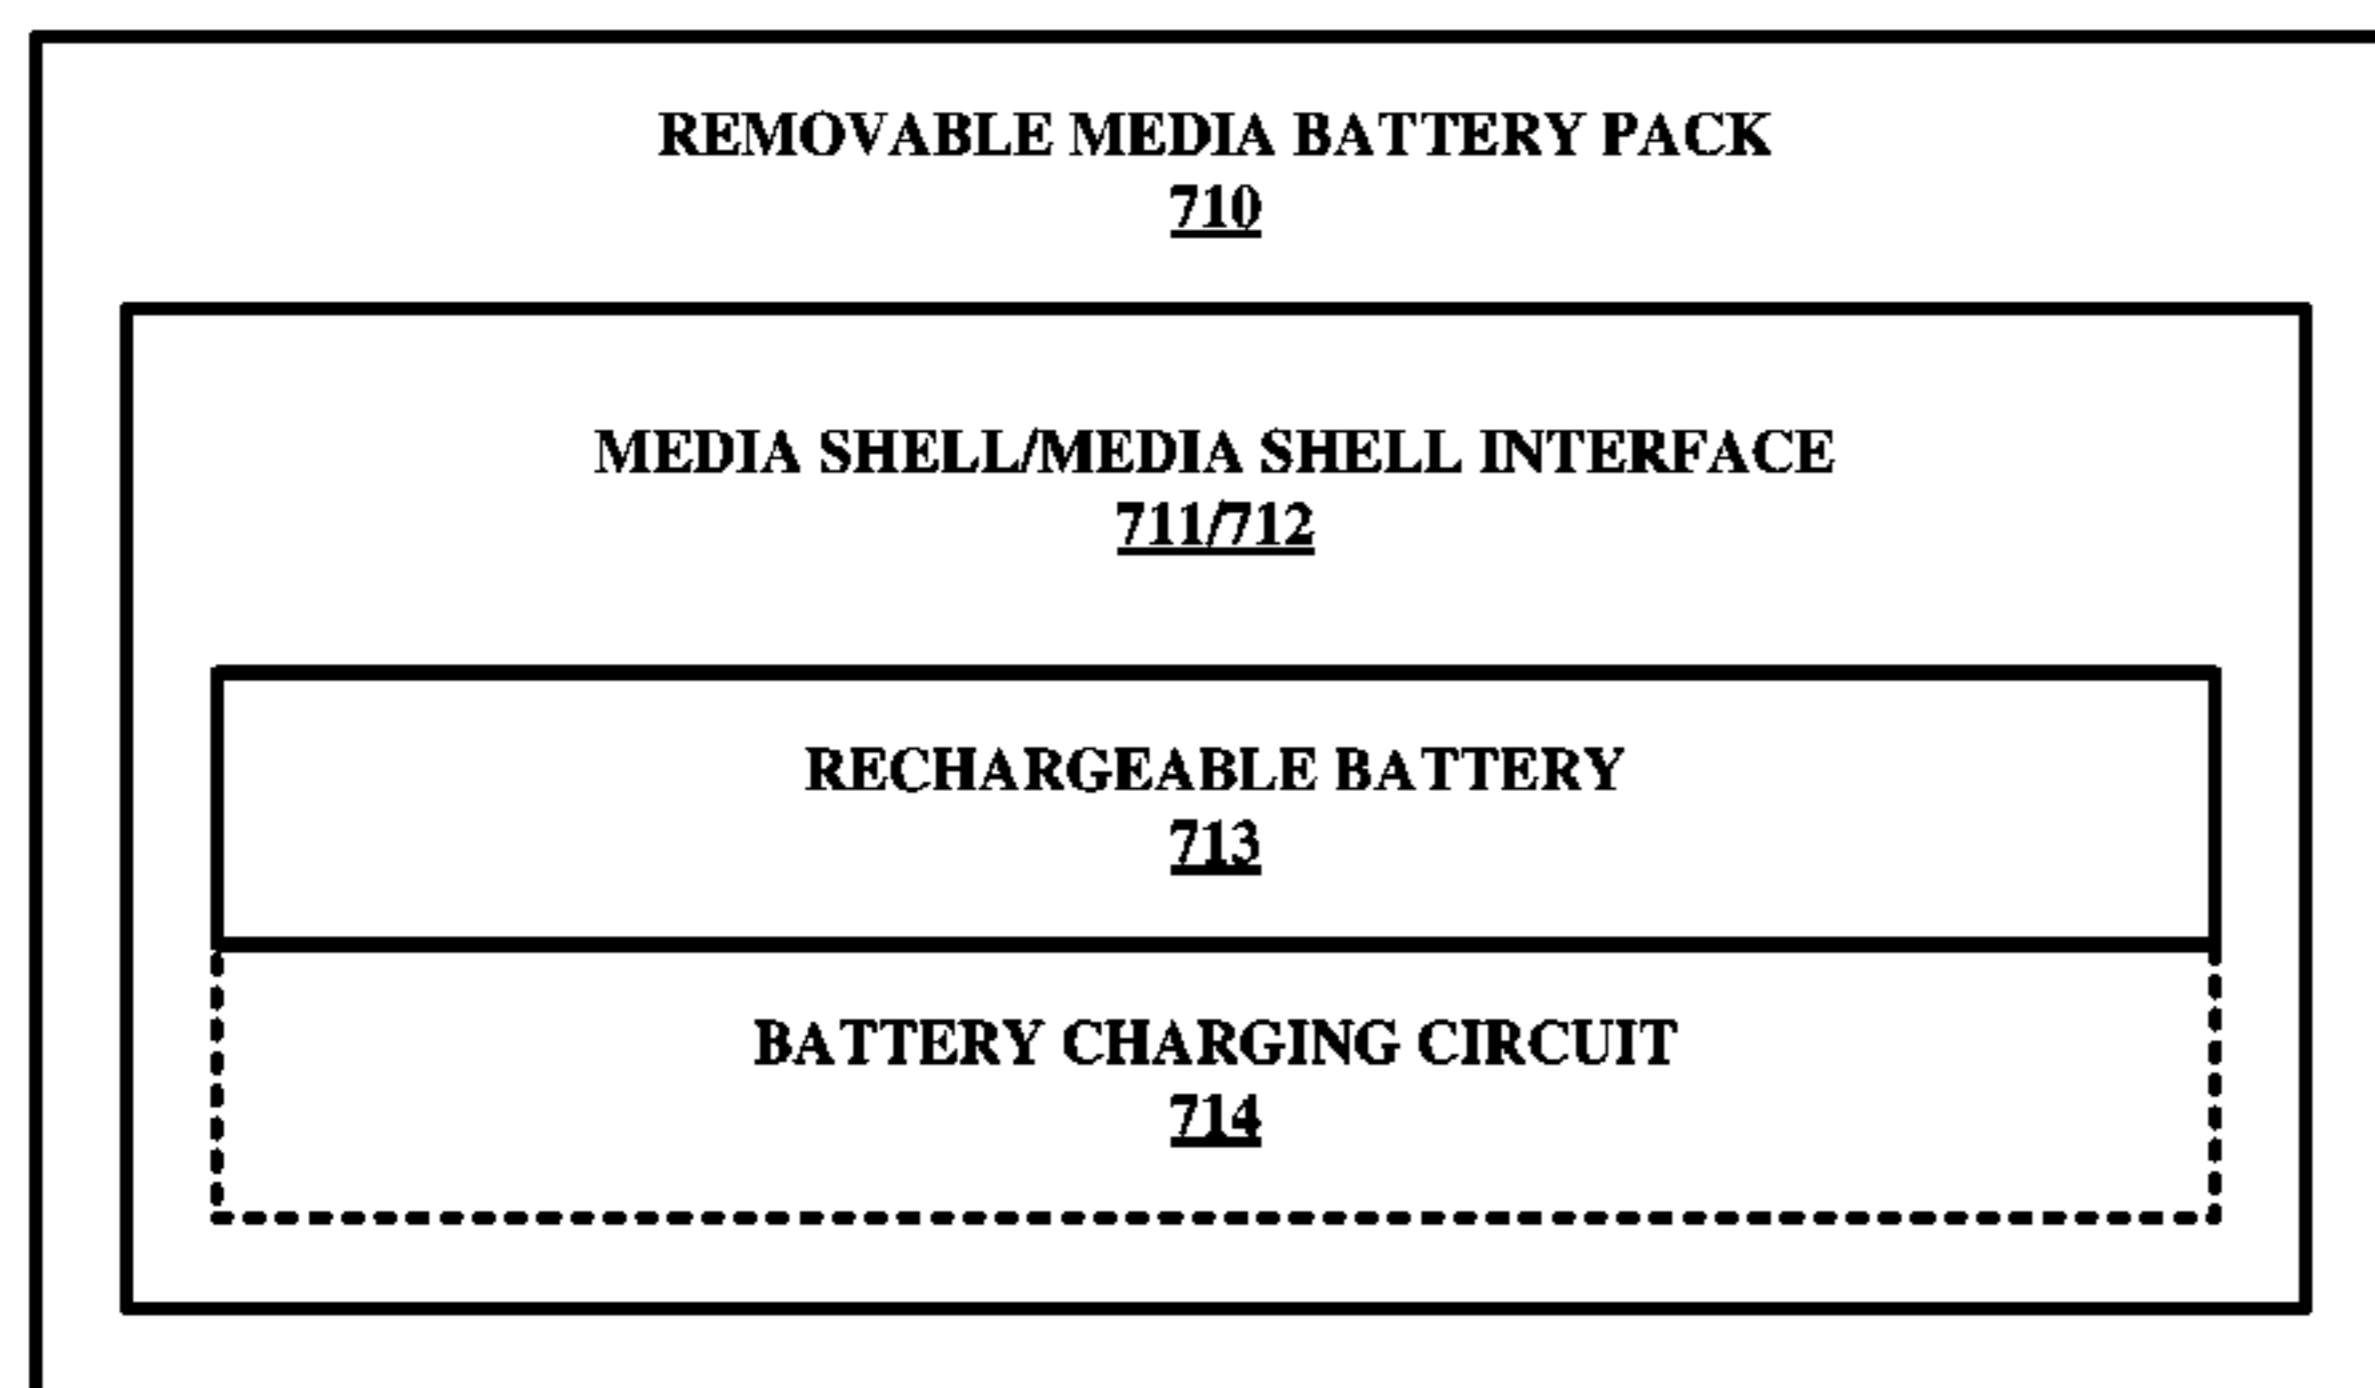 REMOVABLE MEDIA BATTERY PACK
710
MEDIA SHELL/MEDIA SHELL INTERFACE
711/712
RECHARGEABLE BATTERY
713
BATTERY CHARGING CIRCUIT
714